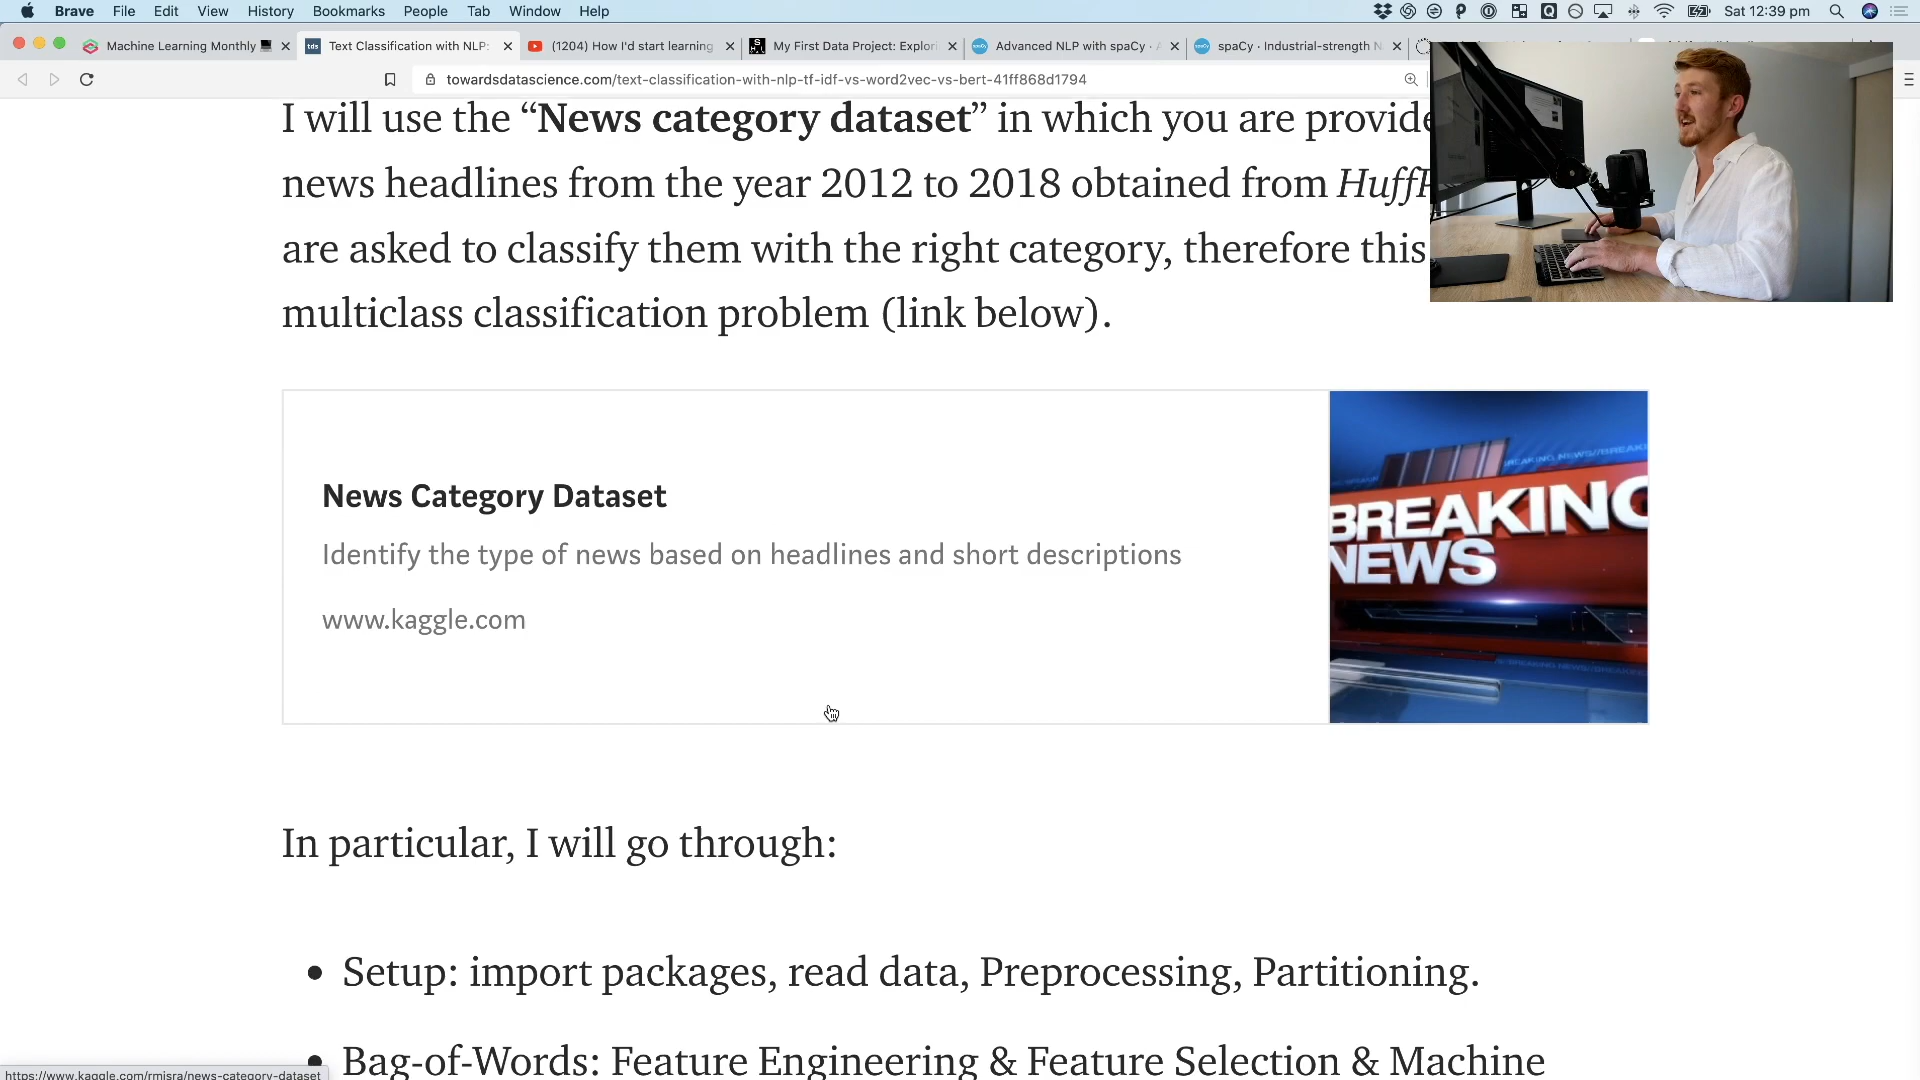 Brave File Edit View History Bookmarks People Tab Window Help Sat 12:39 pm
Machine Learning Monthly Text Classification with NLP: (1204) How I'd start learning My First Data Project: Explori Advanced NLP with spaCy · spaCy · Industrial-strength N
towardsdatascience.com/text-classification-with-nlp-tf-idf-vs-word2vec-vs-bert-41ff868d1794
I will use the “News category dataset” in which you are provide
news headlines from the year 2012 to 2018 obtained from HuffP
are asked to classify them with the right category, therefore this
multiclass classification problem (link below).
News Category Dataset
Identify the type of news based on headlines and short descriptions
www.kaggle.com
BREAKING NEWS//BREAKI
BREAKING
NEWS
In particular, I will go through:
• Setup: import packages, read data, Preprocessing, Partitioning.
• Bag-of-Words: Feature Engineering & Feature Selection & Machine
https://www.kaggle.com/rmisra/news-category-dataset